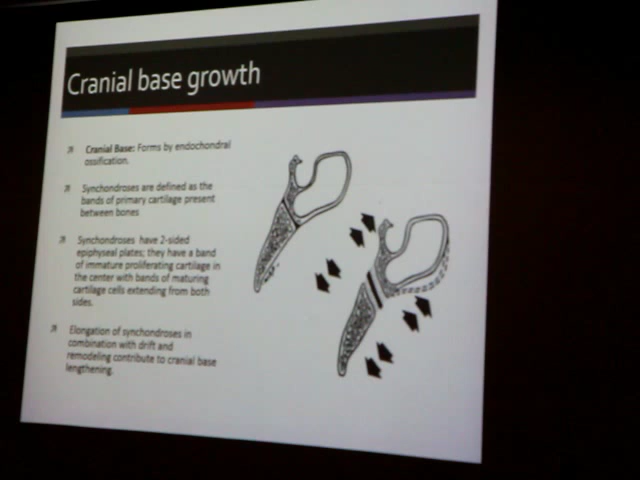 Cranial base growth
Cranial Base: Forms by endochondral
ossification.
Synchondroses are defined as the
bands of primary cartilage present
between bones
Synchondroses have 2-sided
epiphyseal plates; they have a band
of immature proliferating cartilage in
the center with bands of maturing
cartilage cells extending from both
sides.
Elongation of synchondroses in
combination with drift and
remodeling contribute to cranial base
lengthening.